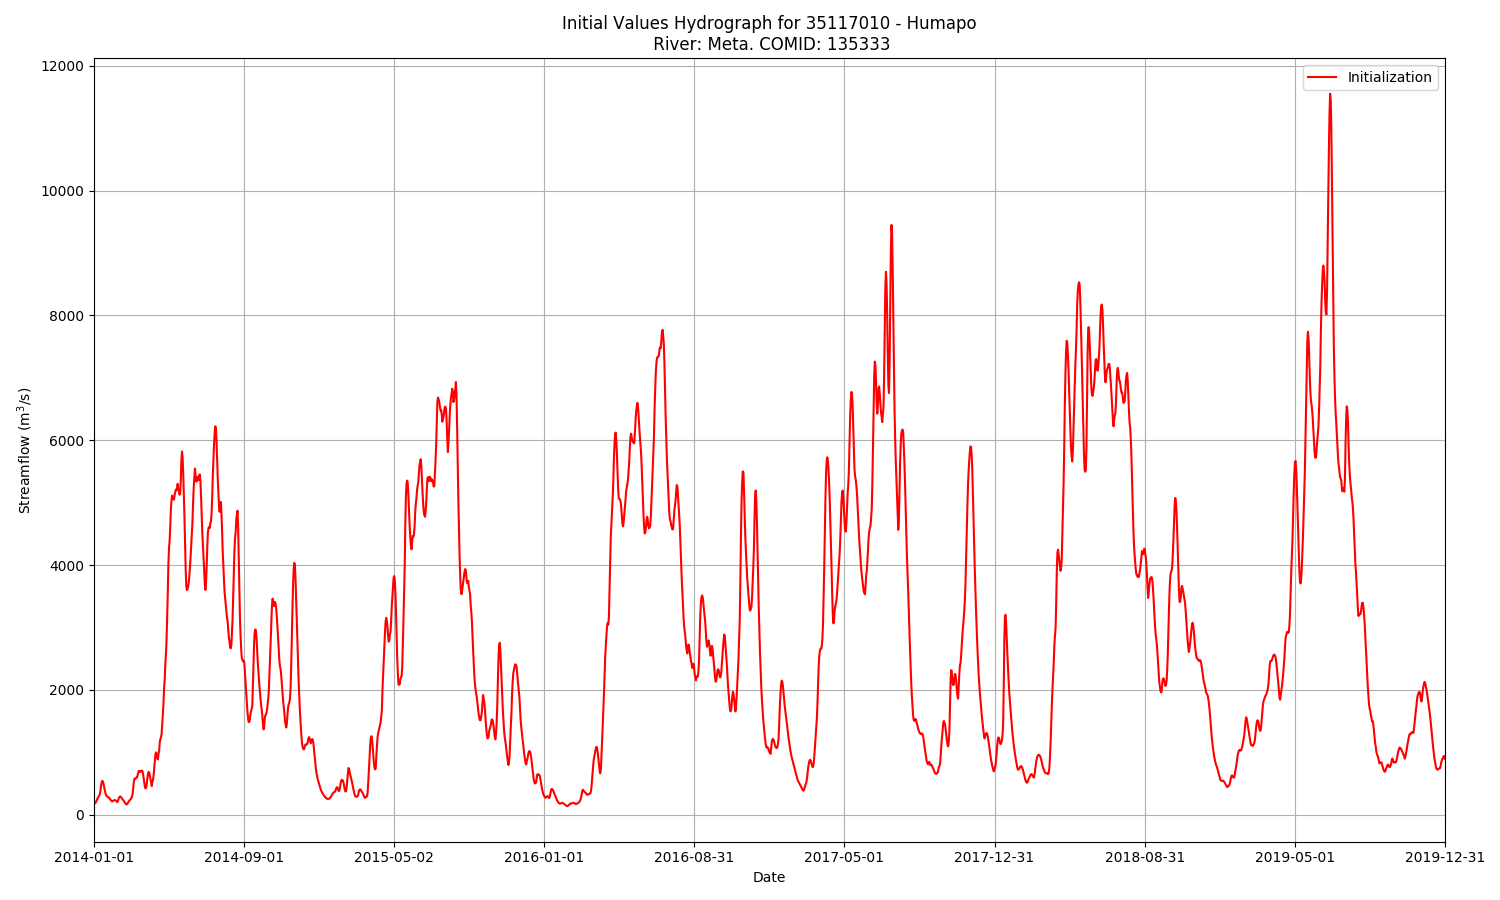 Initial Values Hydrograph for 35117010 - Humapo
River: Meta. COMID: 135333
Initialization
12000
10000
8000
6000
4000
2000
0
Streamflow (m³/s)
2014-01-01 2014-09-01 2015-05-02 2016-01-01 2016-08-31 2017-05-01 2017-12-31 2018-08-31 2019-05-01 2019-12-31
Date